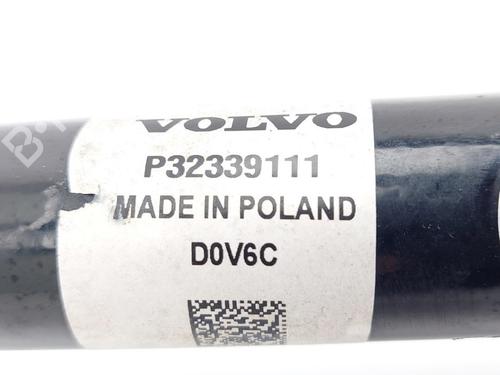 VOLVO
P32339111
MADE IN POLAND
D0V6C